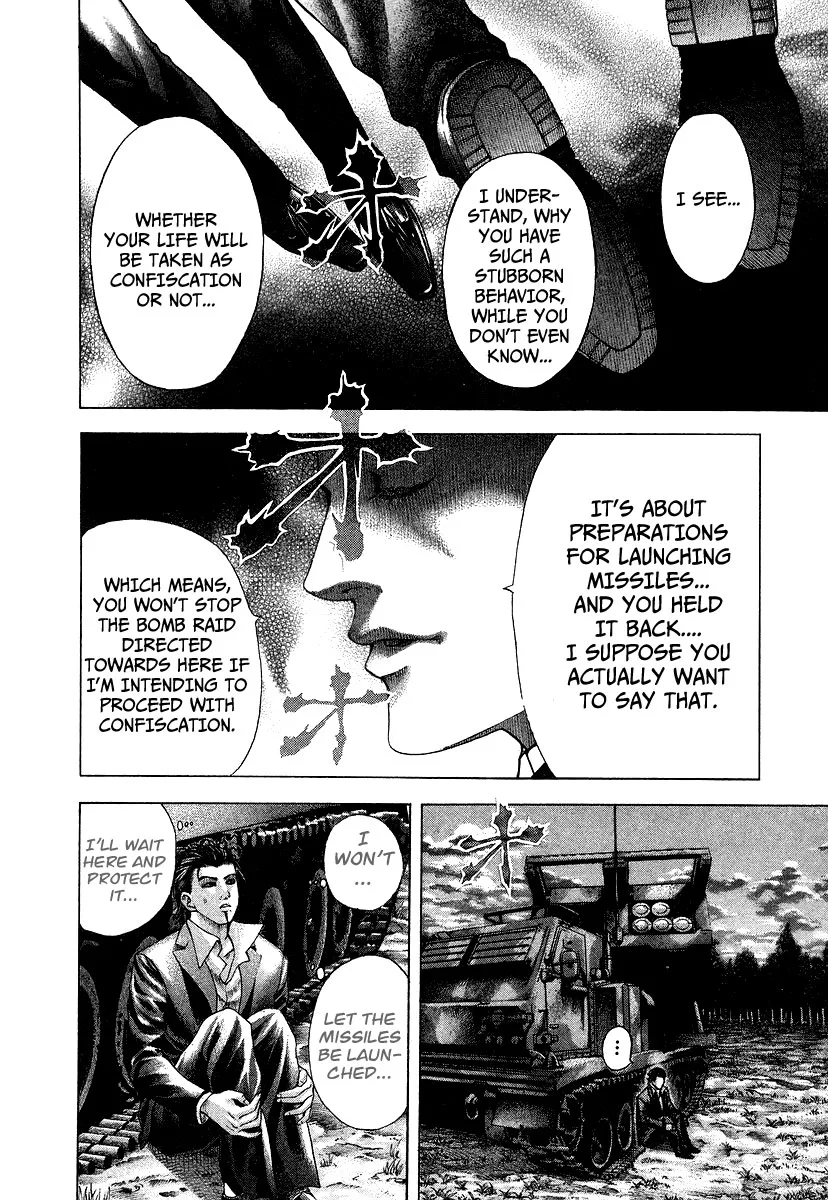 I SEE...
I UNDER-
STAND, WHY
YOU HAVE
SUCH A
STUBBORN
BEHAVIOR,
WHILE YOU
DON'T EVEN
KNOW...
WHETHER
YOUR LIFE WILL
BE TAKEN AS
CONFISCATION
OR NOT...
IT'S ABOUT
PREPARATIONS
FOR LAUNCHING
MISSILES...
AND YOU HELD
IT BACK....
I SUPPOSE YOU
ACTUALLY WANT
TO SAY THAT.
WHICH MEANS,
YOU WON'T STOP
THE BOMB RAID
DIRECTED
TOWARDS HERE IF
I'M INTENDING TO
PROCEED WITH
CONFISCATION.
...
I
WON'T
...
LET THE
MISSILES
BE LAUN-
CHED...
I'LL WAIT
HERE AND
PROTECT
IT...